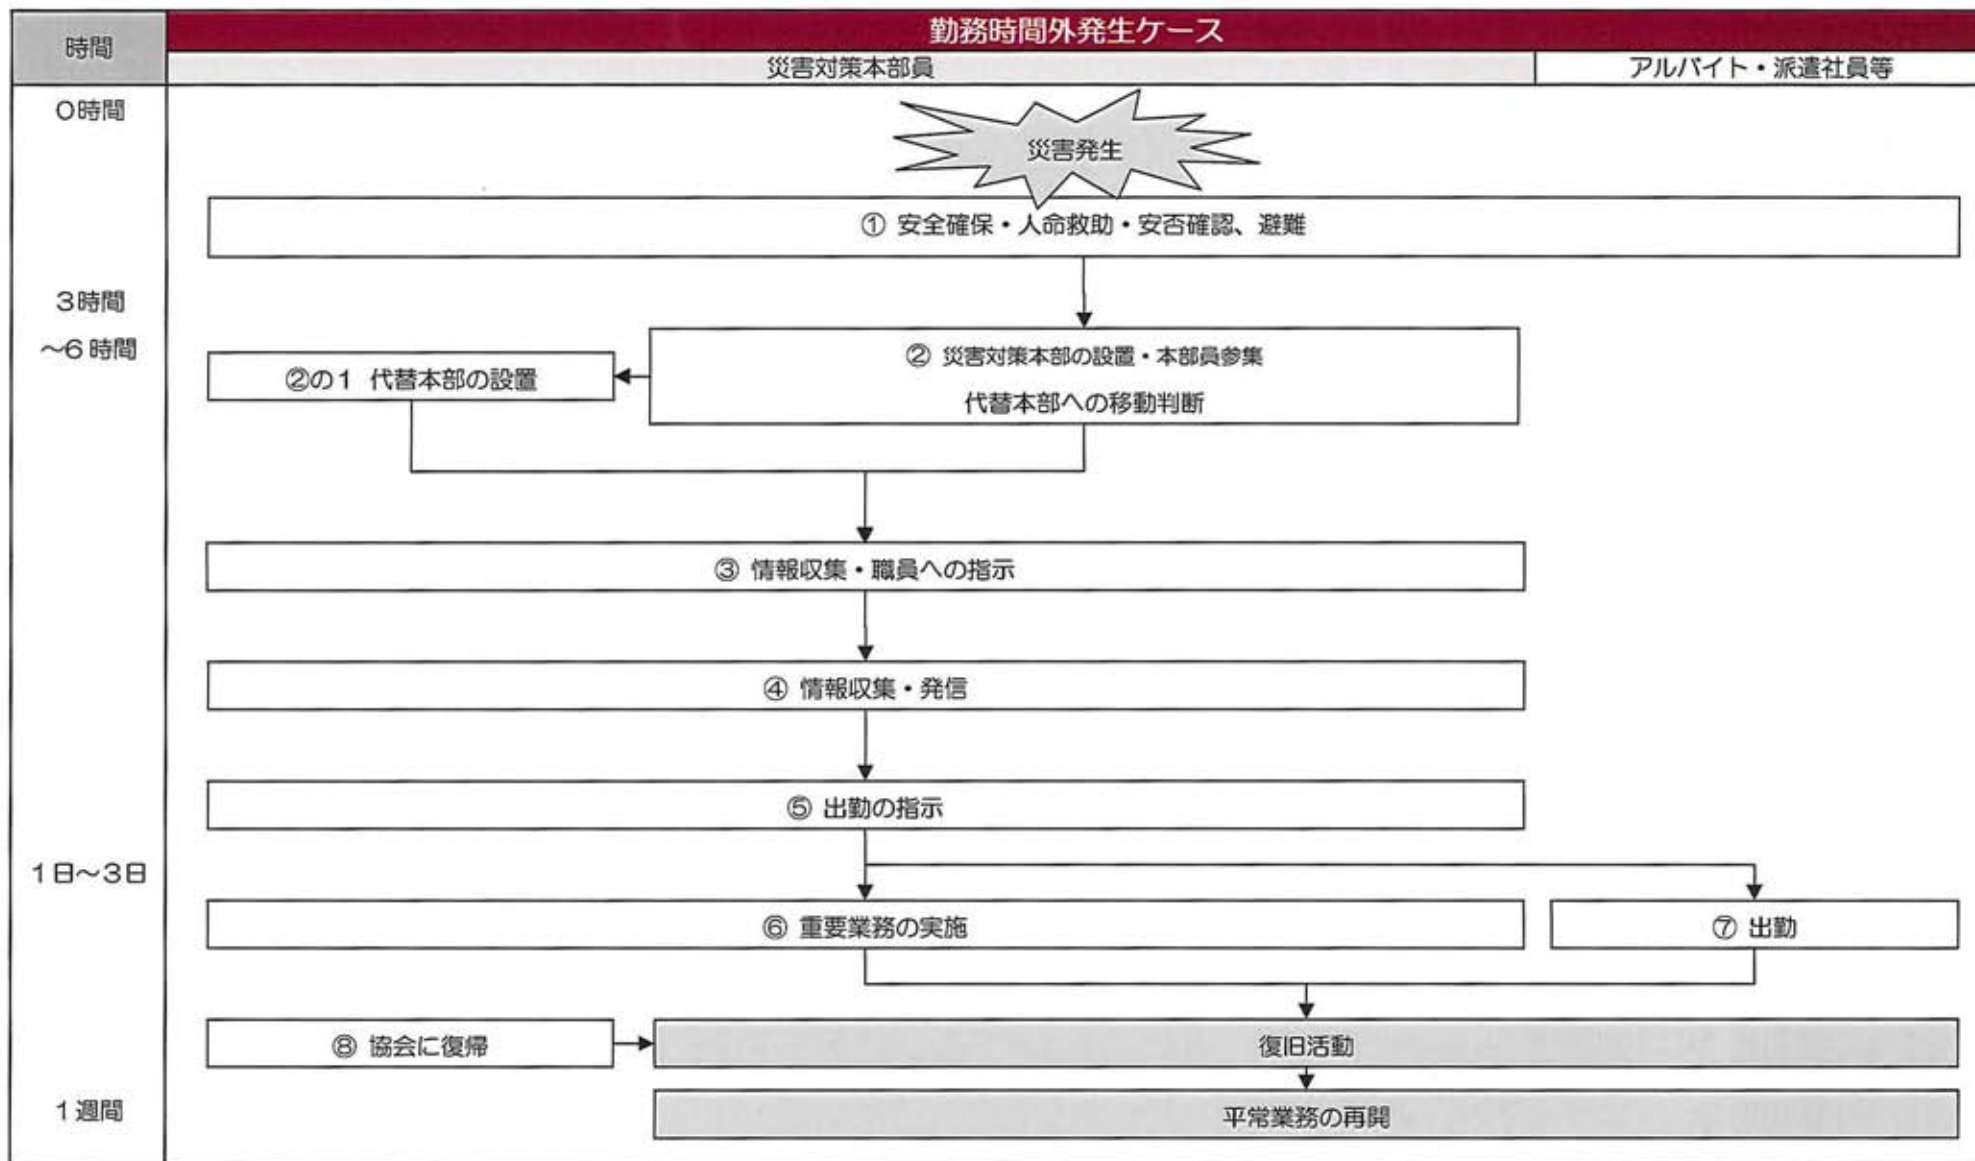 時間
勤務時間外発生ケース
災害対策本部員
アルバイト・派遣社員等
0時間
災害発生
① 安全確保・人命救助・安否確認、避難
3時間
～6時間
② 災害対策本部の設置・本部員参集
代替本部への移動判断
②の1 代替本部の設置
③ 情報収集・職員への指示
④ 情報収集・発信
⑤ 出勤の指示
1日～3日
⑥ 重要業務の実施
⑦ 出勤
⑧ 協会に復帰
復旧活動
1週間
平常業務の再開